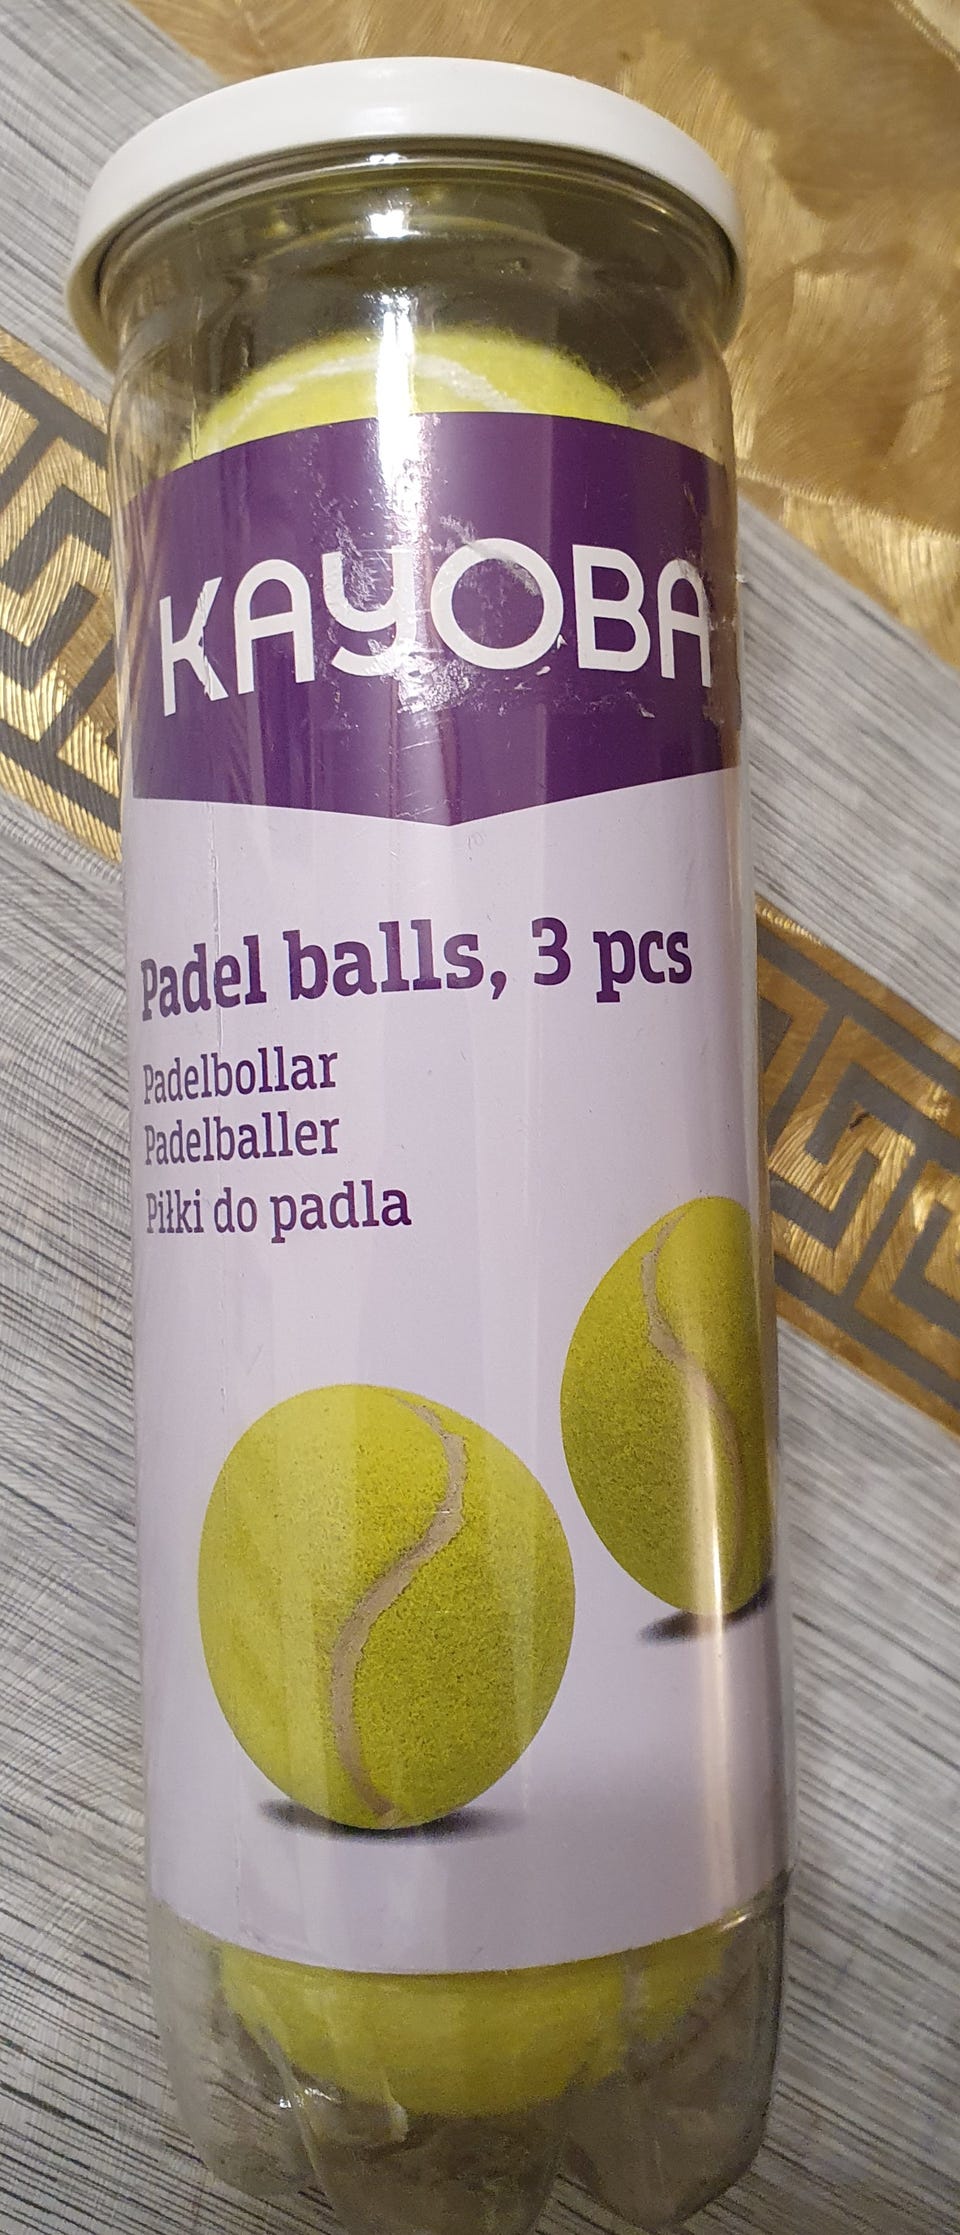 KAYOBA
Padel balls, 3 pcs
Padelbollar
Padelballer
Piłki do padla